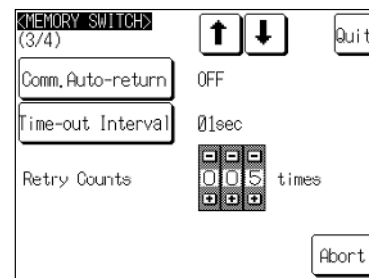 <MEMORY SWITCH>
(3/4)
Quit
Comm.Auto-return OFF
Time-out Interval 01sec
Retry Counts 005 times
Abort